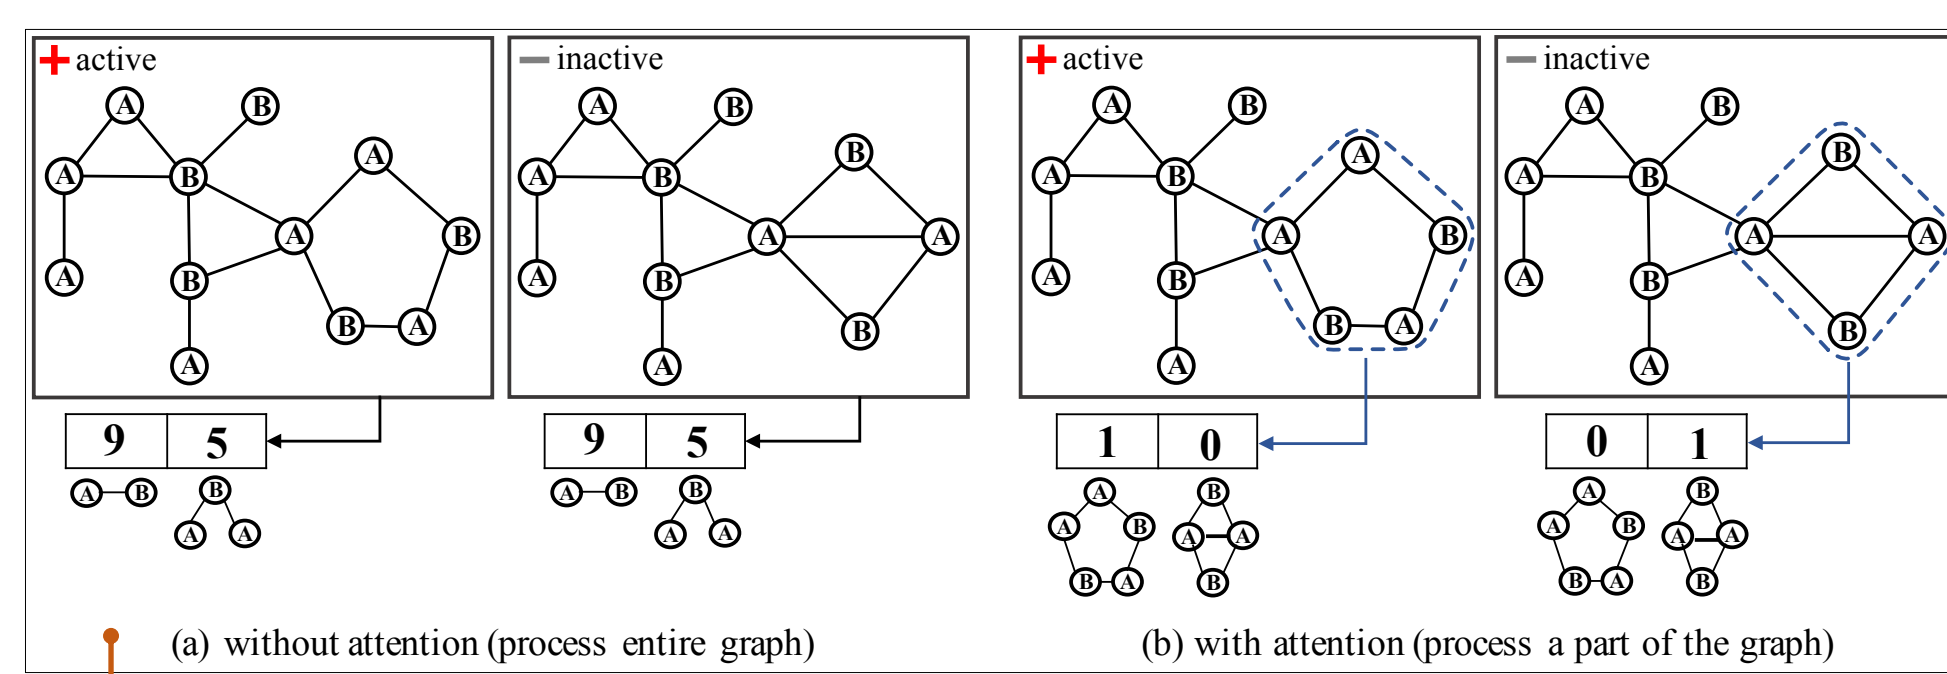 active
inactive
active
inactive
A B B
A B A
A A A B B
A B B
A B A
A B A A
A B B
A A
A B B A B
A B A
B
A B A A
B B
A B A
A
A B A B
A
9 5
9 5
1 0
0 1
A B B
A A
A B B
A A
A A B B A
B A A
B
A A B B A
B A A
B
(a) without attention (process entire graph)
(b) with attention (process a part of the graph)